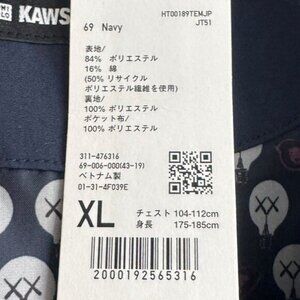 KAWS
HT00189TEMJP
69 Navy
JT51
表地/
84% ポリエステル
16% 綿
(50% リサイクル
ポリエステル繊維を使用)
裏地/
100% ポリエステル
ポケット布/
100% ポリエステル
311-476316
69-006-000(43-19)
ベトナム製
01-31-4F039E
XL
チェスト 104-112cm
身長 175-185cm
2000192565316